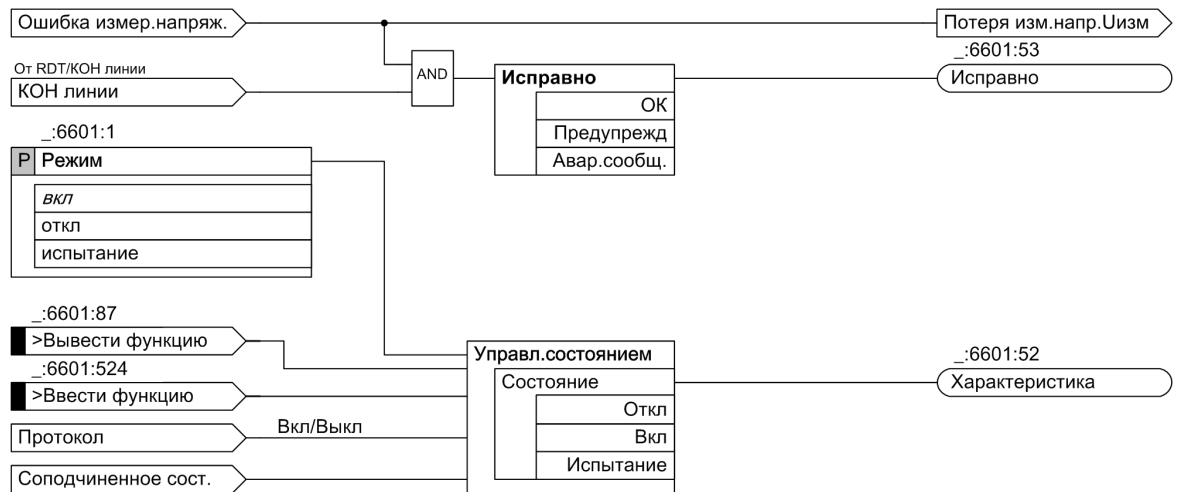 Ошибка измер.напряж.
Потеря изм.напр.Uизм
_:6601:53
От RDT/КОН линии
КОН линии
AND
Исправно
ОК
Предупрежд
Авар.сообщ.
Исправно
_:6601:1
P Режим
вкл
откл
испытание
_:6601:87
>Вывести функцию
_:6601:524
>Ввести функцию
Протокол
Вкл/Выкл
Соподчиненное сост.
Управл.состоянием
Состояние
Откл
Вкл
Испытание
_:6601:52
Характеристика